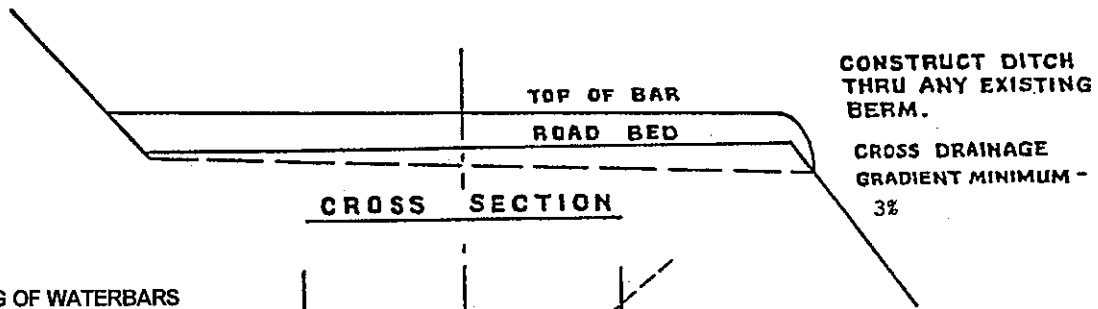 CONSTRUCT DITCH
THRU ANY EXISTING
BERM.
TOP OF BAR
ROAD BED
CROSS DRAINAGE
GRADIENT MINIMUM -
3%
CROSS SECTION
G OF WATERBARS